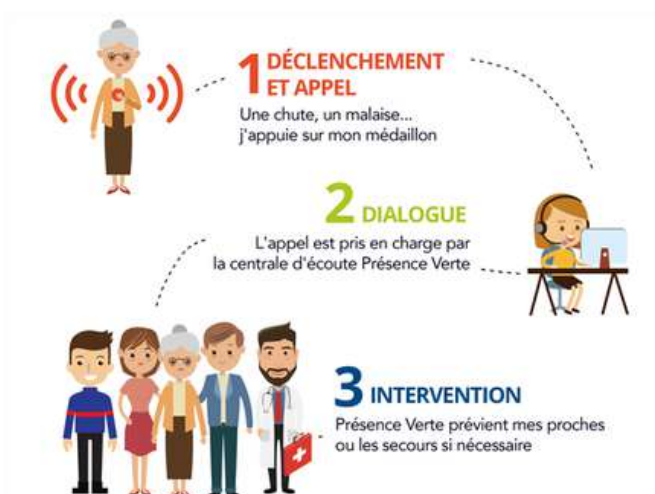 1 DÉCLENCHEMENT
ET APPEL
Une chute, un malaise...
j'appuie sur mon médaillon
2 DIALOGUE
L'appel est pris en charge par
la centrale d'écoute Présence Verte
3 INTERVENTION
Présence Verte prévient mes proches
ou les secours si nécessaire